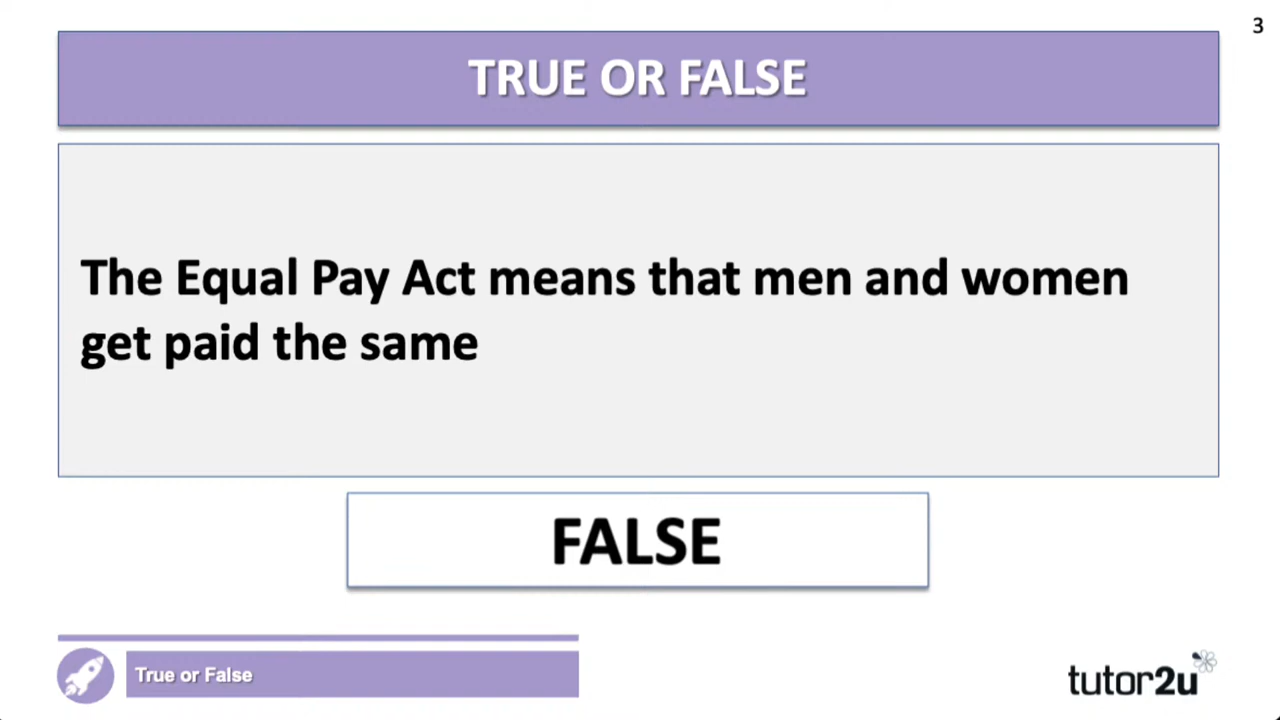 3
TRUE OR FALSE
The Equal Pay Act means that men and women
get paid the same
FALSE
True or False
tutor2u